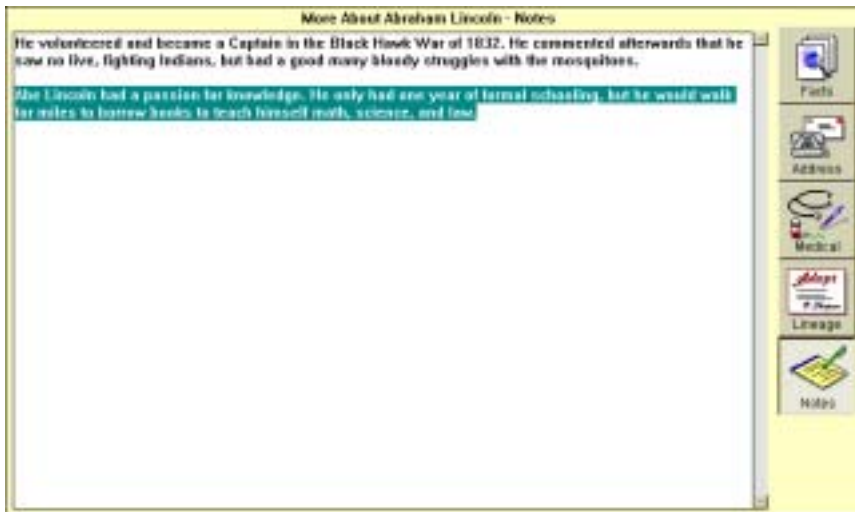 More About Abraham Lincoln - Notes
He volunteered and became a Captain in the Black Hawk War of 1832. He commented afterwards that he
saw no live, fighting Indians, but had a good many bloody struggles with the mosquitoes.
Abe Lincoln had a passion for knowledge. He only had one year of formal schooling, but he would walk
for miles to borrow books to teach himself math, science, and law.
Facts
Address
Medical
Adopt
Lineage
Notes